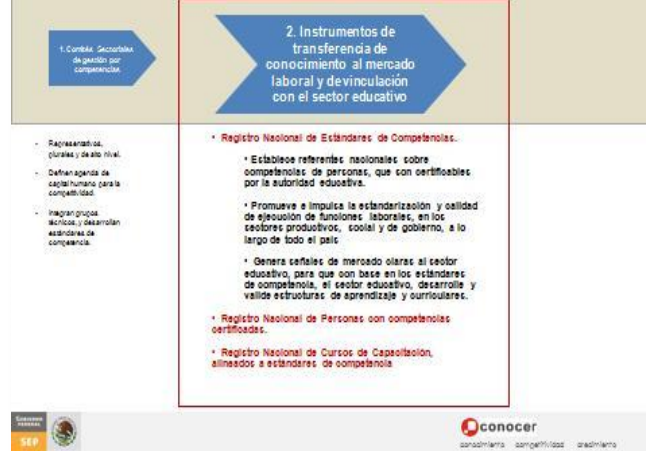 1. Comités Sectoriales
de gestión por
competencias
2. Instrumentos de
transferencia de
conocimiento al mercado
laboral y de vinculación
con el sector educativo
- Representativos,
plurales y de alto nivel.
- Definen agenda de
capital humano para la
competitividad.
- Integran grupos
técnicos, y desarrollan
estándares de
competencia.
• Registro Nacional de Estándares de Competencias.
• Establece referentes nacionales sobre
competencias de personas, que son certificables
por la autoridad educativa.
• Promueve e impulsa la estandarización y calidad
de ejecución de funciones laborales, en los
sectores productivos, social y de gobierno, a lo
largo de todo el país
• Genera señales de mercado claras al sector
educativo, para que con base en los estándares
de competencia, el sector educativo, desarrolle y
valide estructuras de aprendizaje y curriculares.
• Registro Nacional de Personas con competencias
certificadas.
• Registro Nacional de Cursos de Capacitación,
alineados a estándares de competencia
GOBIERNO
FEDERAL
SEP
conocer
conocimiento competitividad crecimiento